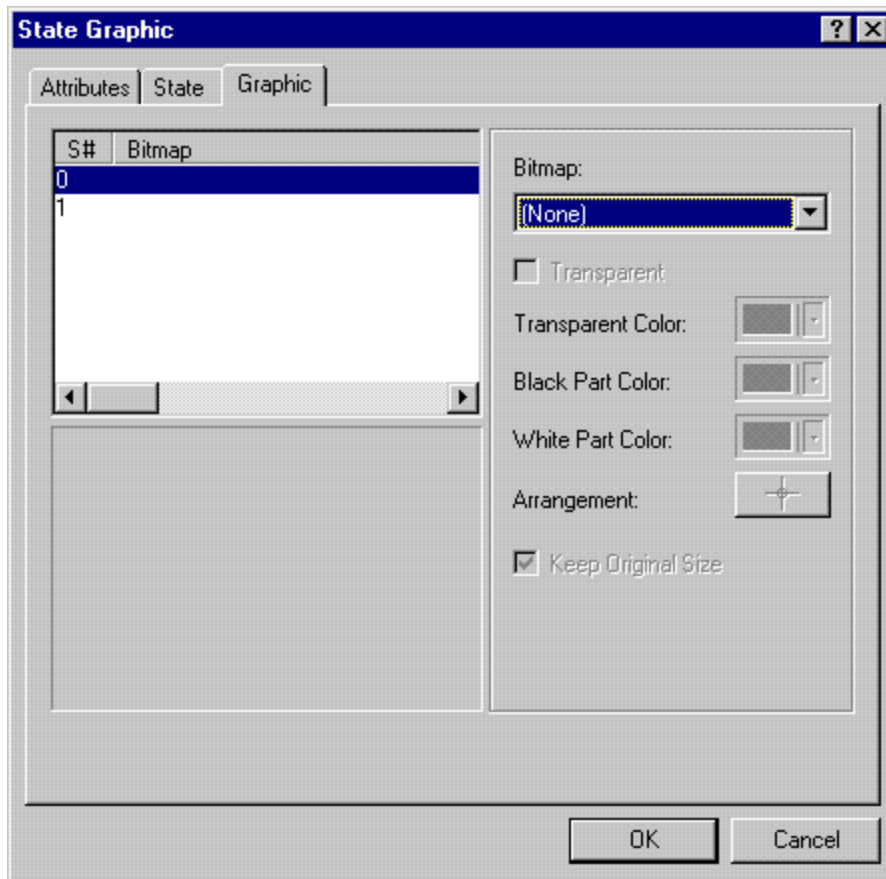 State Graphic
Attributes State Graphic
S# Bitmap
0
1
Bitmap:
(None)
Transparent
Transparent Color:
Black Part Color:
White Part Color:
Arrangement:
Keep Original Size
OK Cancel